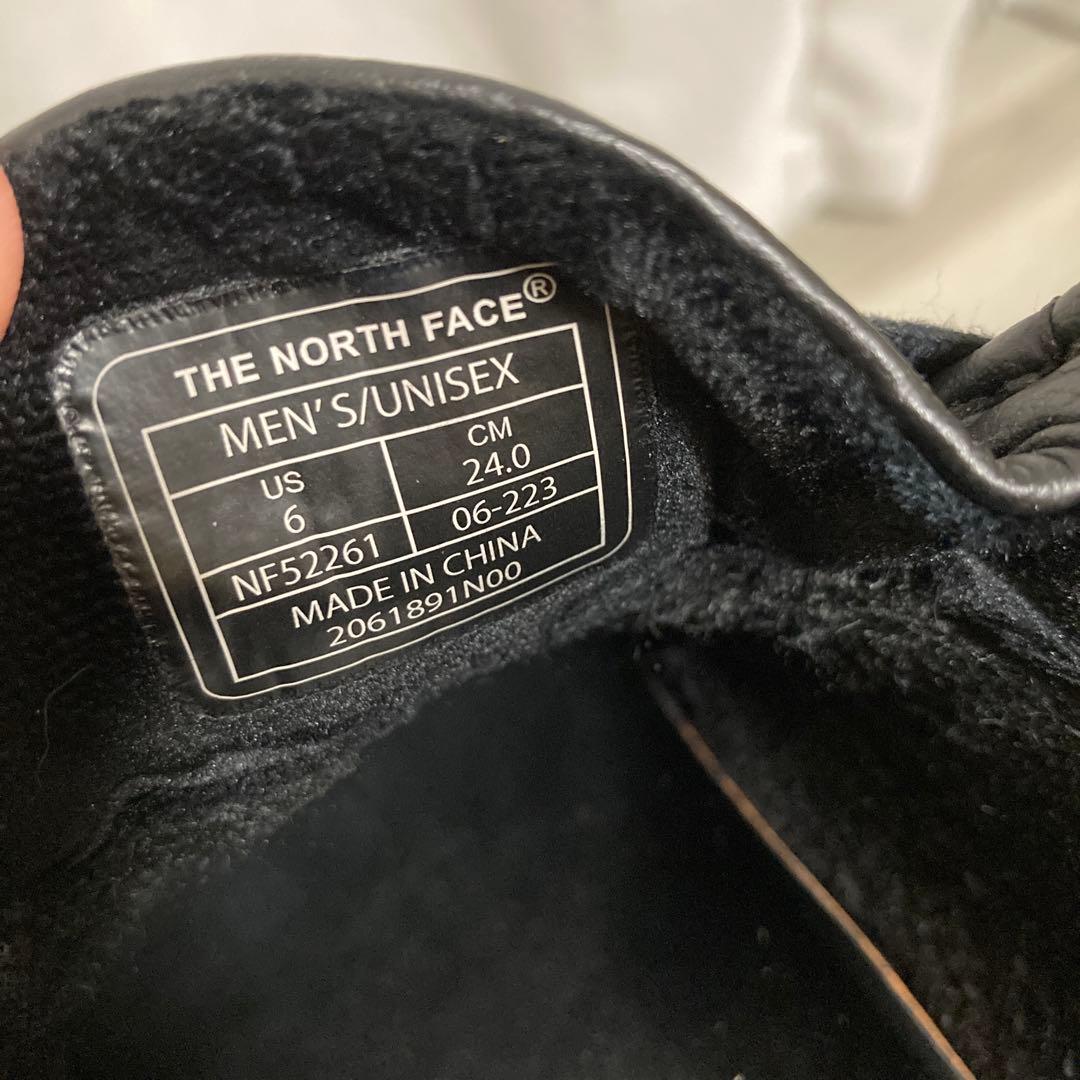 THE NORTH FACE®
MEN'S/UNISEX
US CM
6 24.0
NF52261 06-223
MADE IN CHINA
2061891N00